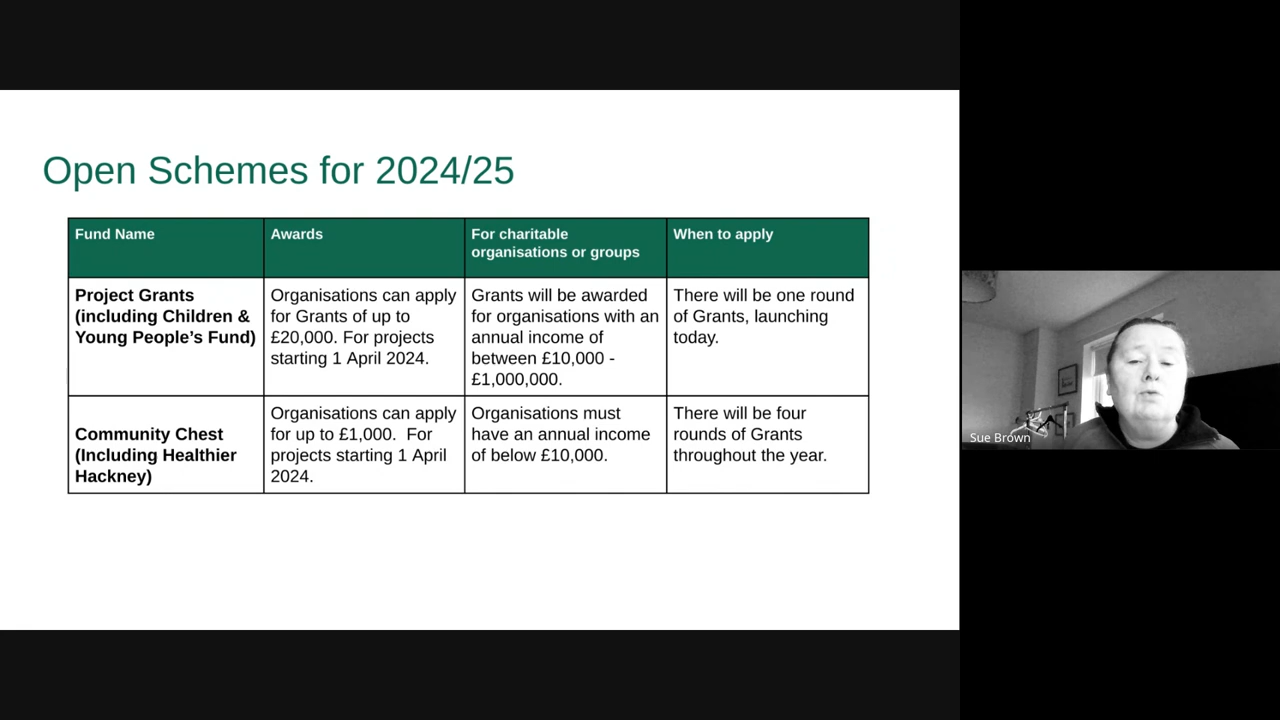 Open Schemes for 2024/25
Fund Name
Awards
For charitable
organisations or groups
When to apply
Project Grants
(including Children &
Young People’s Fund)
Organisations can apply
for Grants of up to
£20,000. For projects
starting 1 April 2024.
Grants will be awarded
for organisations with an
annual income of
between £10,000 -
£1,000,000.
There will be one round
of Grants, launching
today.
Community Chest
(Including Healthier
Hackney)
Organisations can apply
for up to £1,000.  For
projects starting 1 April
2024.
Organisations must
have an annual income
of below £10,000.
There will be four
rounds of Grants
throughout the year.
Sue Brown